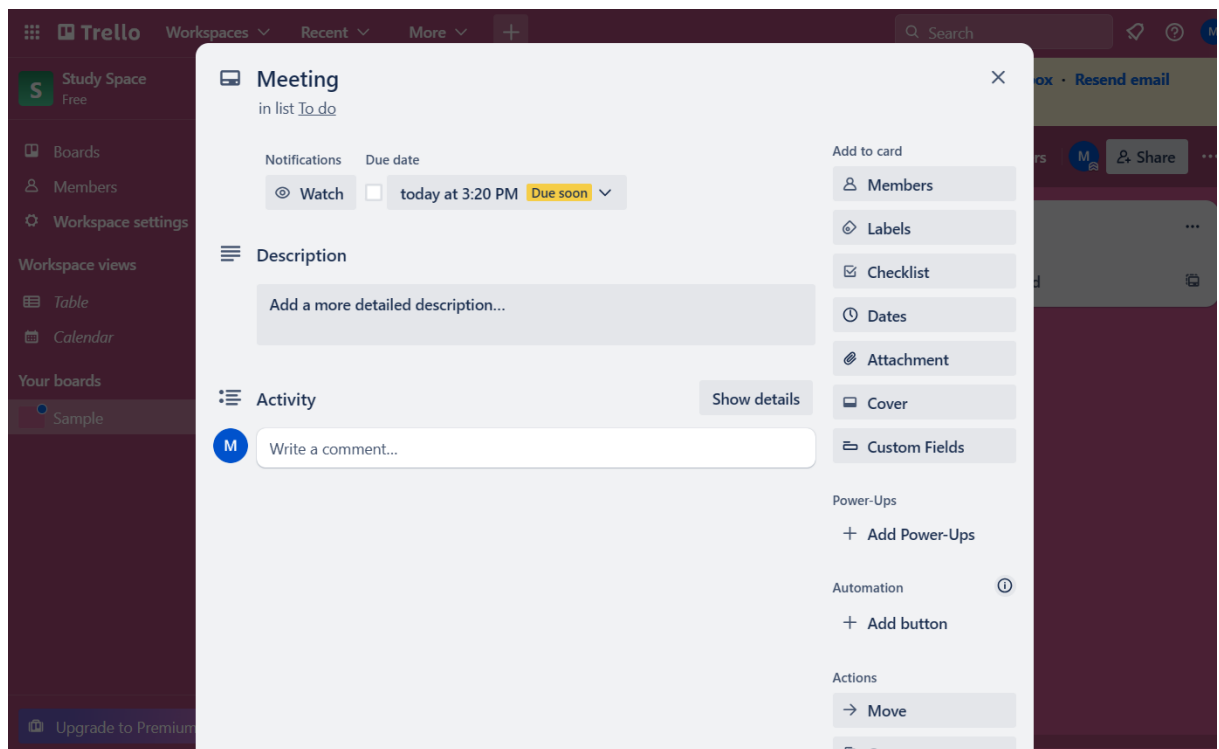 Trello Workspaces Recent More Search
M
S Study Space
Free
Boards
Members
Workspace settings
Workspace views
Table
Calendar
Your boards
Sample
Upgrade to Premium
Meeting
in list To do
Notifications Due date
Watch today at 3:20 PM Due soon
Description
Add a more detailed description...
Activity Show details
M Write a comment...
Add to card
Members
Labels
Checklist
Dates
Attachment
Cover
Custom Fields
Power-Ups
Add Power-Ups
Automation
Add button
Actions
Move
· Resend email
M Share